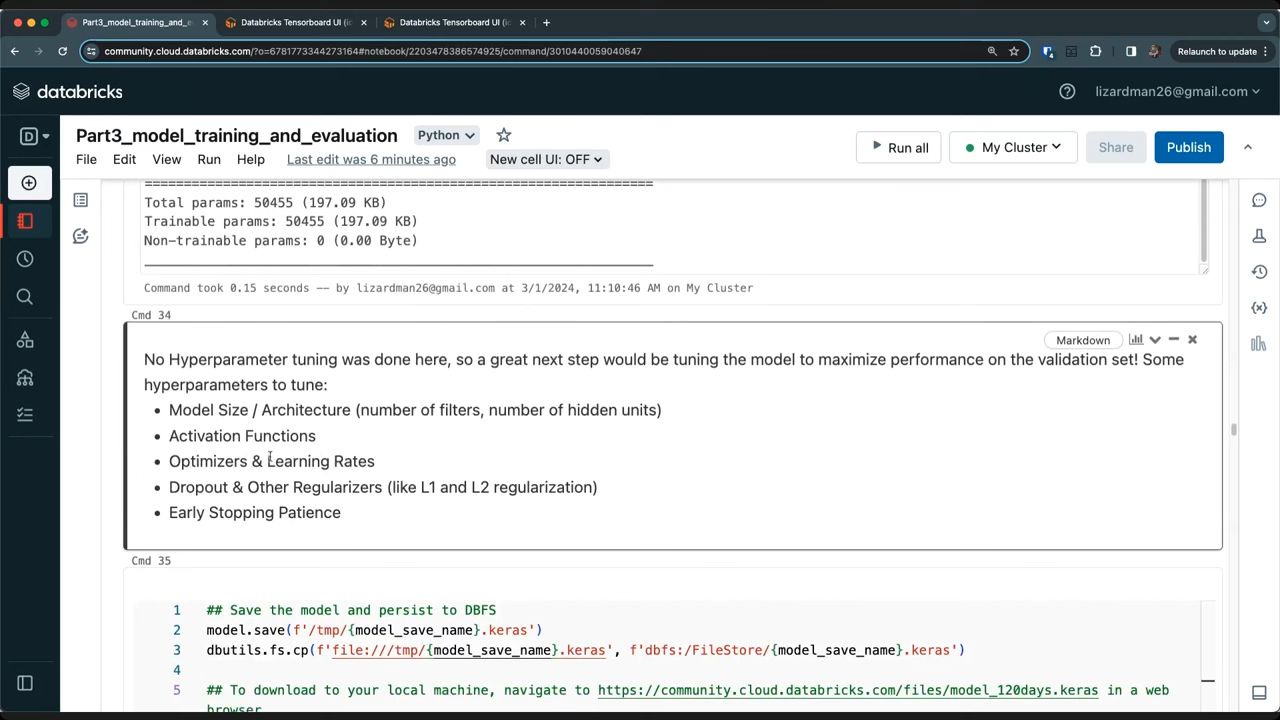 Part3_model_training_and_e
Databricks Tensorboard UI (i
Databricks Tensorboard UI (i
community.cloud.databricks.com/?o=6781773344273164#notebook/2203478386574925/command/3010440059040647
Relaunch to update
databricks
lizardman26@gmail.com
D
Part3_model_training_and_evaluation
Python
File Edit View Run Help Last edit was 6 minutes ago New cell UI: OFF
Run all
My Cluster
Share
Publish
=================================================================
Total params: 50455 (197.09 KB)
Trainable params: 50455 (197.09 KB)
Non-trainable params: 0 (0.00 Byte)
_________________________________________________________________
Command took 0.15 seconds -- by lizardman26@gmail.com at 3/1/2024, 11:10:46 AM on My Cluster
Cmd 34
Markdown
No Hyperparameter tuning was done here, so a great next step would be tuning the model to maximize performance on the validation set! Some
hyperparameters to tune:
• Model Size / Architecture (number of filters, number of hidden units)
• Activation Functions
• Optimizers & Learning Rates
• Dropout & Other Regularizers (like L1 and L2 regularization)
• Early Stopping Patience
Cmd 35
1 ## Save the model and persist to DBFS
2 model.save(f'/tmp/{model_save_name}.keras')
3 dbutils.fs.cp(f'file:///tmp/{model_save_name}.keras', f'dbfs:/FileStore/{model_save_name}.keras')
4
5 ## To download to your local machine, navigate to https://community.cloud.databricks.com/files/model_120days.keras in a web
browser